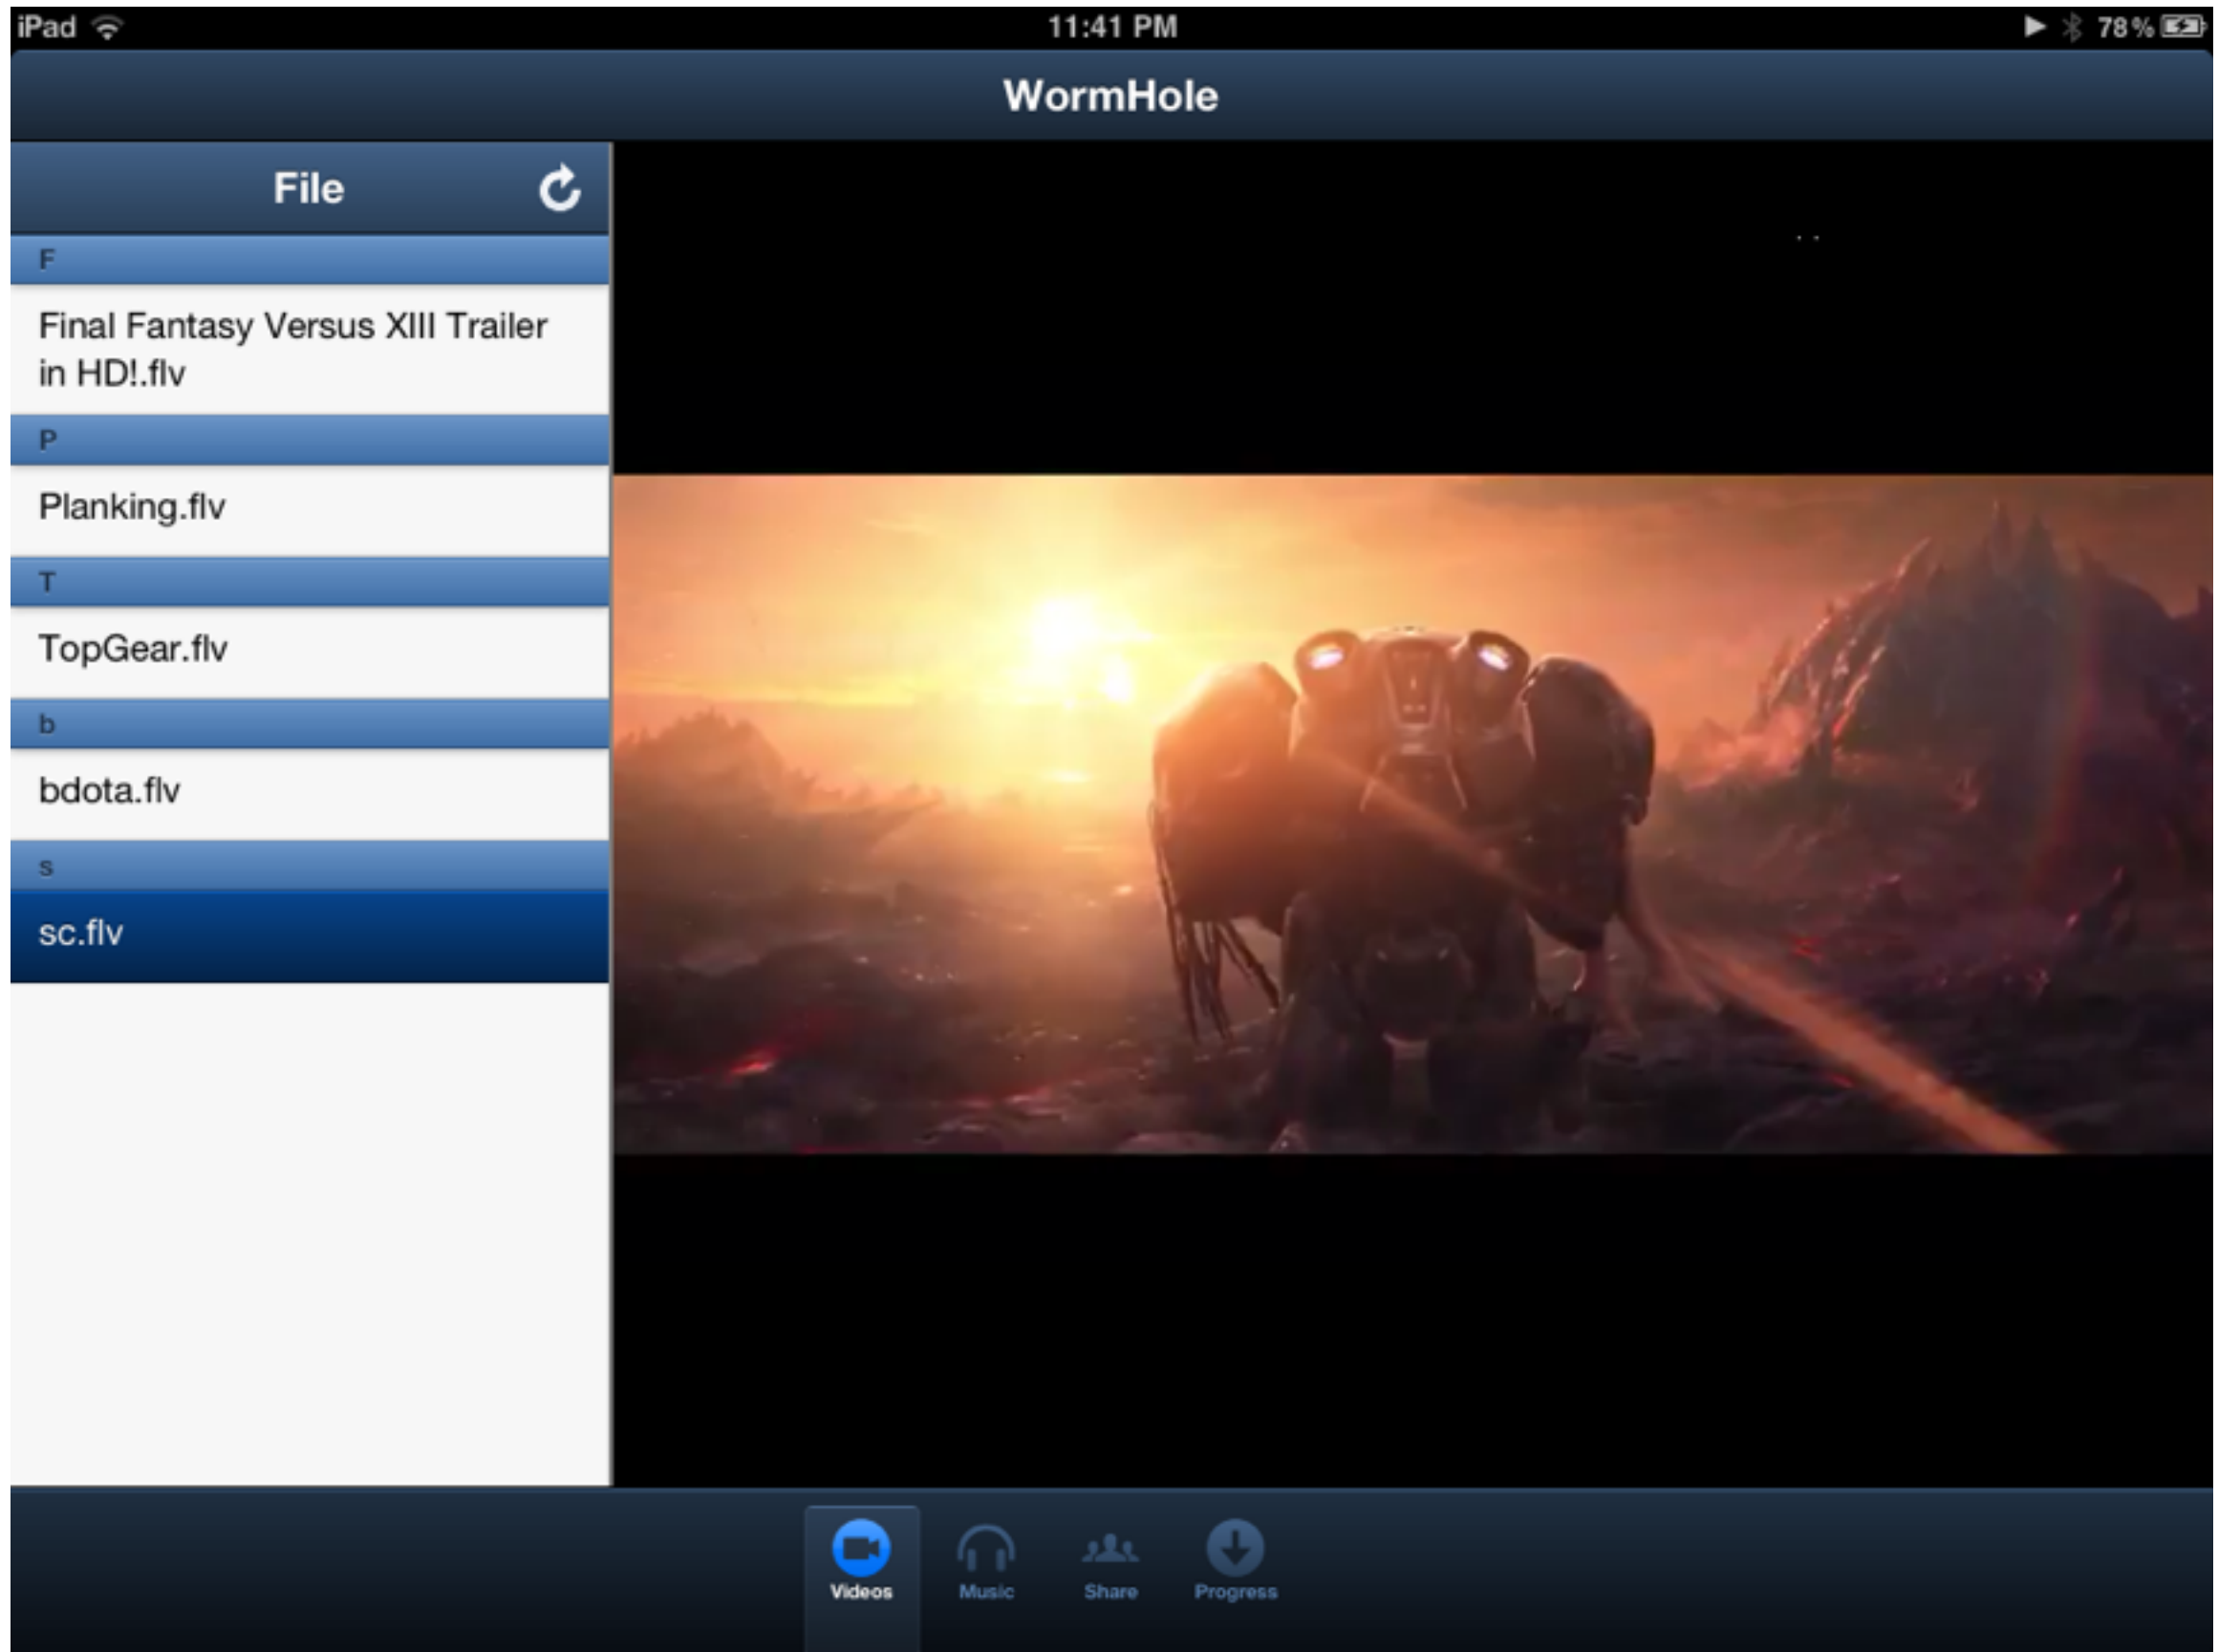 iPad
11:41 PM
78%
WormHole
File
F
Final Fantasy Versus XIII Trailer
in HD!.flv
P
Planking.flv
T
TopGear.flv
b
bdota.flv
s
sc.flv
Videos
Music
Share
Progress